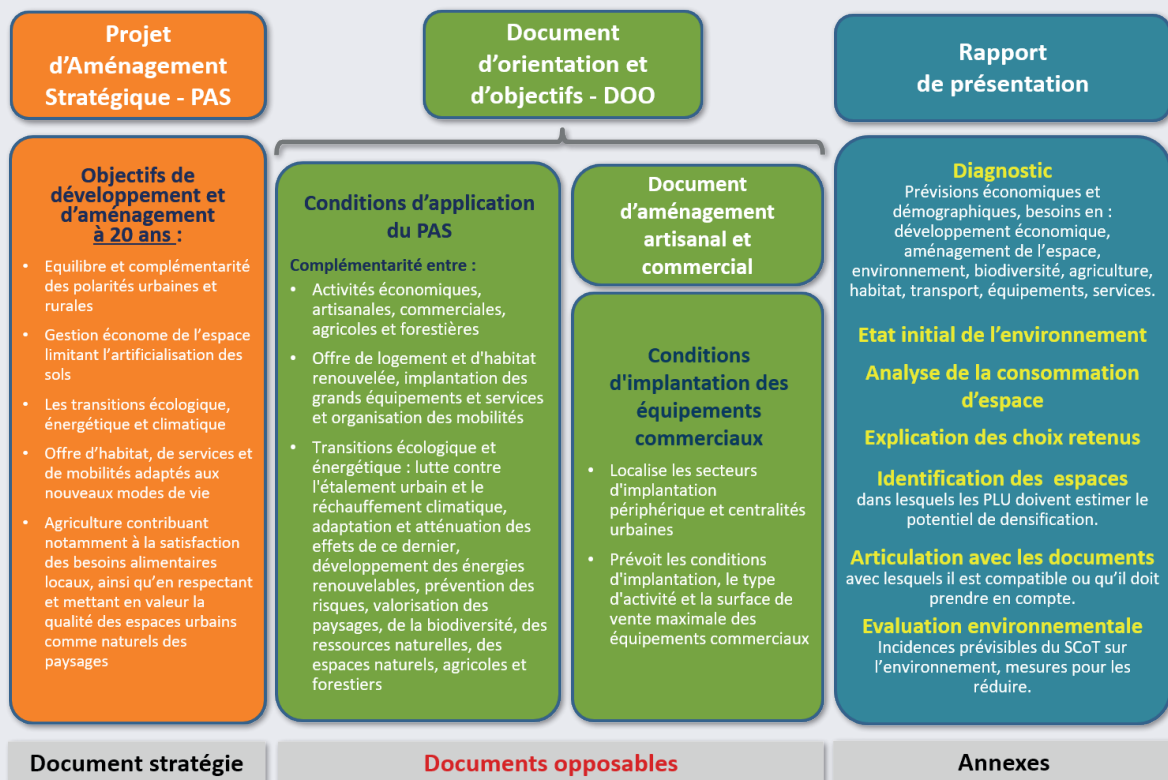 Projet
d'Aménagement
Stratégique - PAS
Objectifs de
développement et
d'aménagement
à 20 ans :
• Equilibre et complémentarité
des polarités urbaines et
rurales
• Gestion économe de l'espace
limitant l'artificialisation des
sols
• Les transitions écologique,
énergétique et climatique
• Offre d'habitat, de services et
de mobilités adaptés aux
nouveaux modes de vie
• Agriculture contribuant
notamment à la satisfaction
des besoins alimentaires
locaux, ainsi qu'en respectant
et mettant en valeur la
qualité des espaces urbains
comme naturels des
paysages
Document stratégie
Document
d'orientation et
d'objectifs - DOO
Conditions d'application
du PAS
Complémentarité entre :
• Activités économiques,
artisanales, commerciales,
agricoles et forestières
• Offre de logement et d'habitat
renouvelée, implantation des
grands équipements et services
et organisation des mobilités
• Transitions écologique et
énergétique : lutte contre
l'étalement urbain et le
réchauffement climatique,
adaptation et atténuation des
effets de ce dernier,
développement des énergies
renouvelables, prévention des
risques, valorisation des
paysages, de la biodiversité, des
ressources naturelles, des
espaces naturels, agricoles et
forestiers
Document
d'aménagement
artisanal et
commercial
Conditions
d'implantation des
équipements
commerciaux
• Localise les secteurs
d'implantation
périphérique et centralités
urbaines
• Prévoit les conditions
d'implantation, le type
d'activité et la surface de
vente maximale des
équipements commerciaux
Documents opposables
Rapport
de présentation
Diagnostic
Prévisions économiques et
démographiques, besoins en :
développement économique,
aménagement de l'espace,
environnement, biodiversité, agriculture,
habitat, transport, équipements, services.
Etat initial de l'environnement
Analyse de la consommation
d'espace
Explication des choix retenus
Identification des espaces
dans lesquels les PLU doivent estimer le
potentiel de densification.
Articulation avec les documents
avec lesquels il est compatible ou qu'il doit
prendre en compte.
Evaluation environnementale
Incidences prévisibles du SCoT sur
l'environnement, mesures pour les
réduire.
Annexes